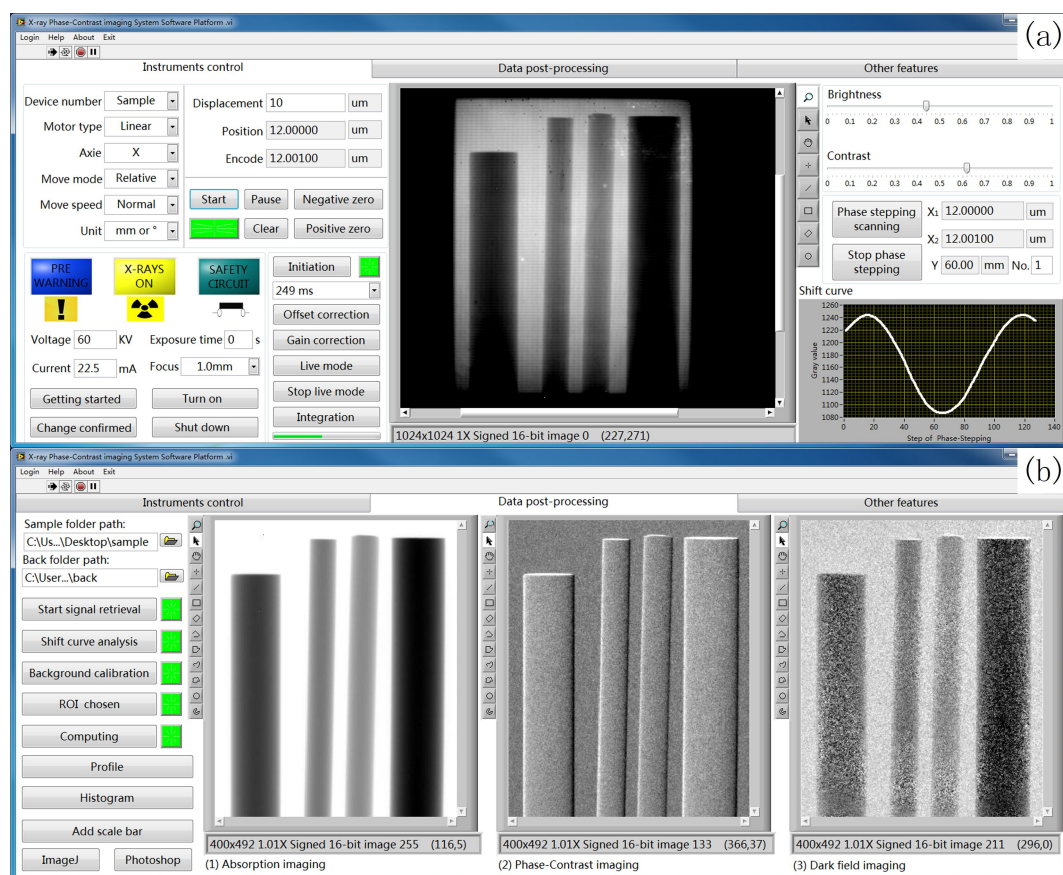 X-ray Phase-Contrast imaging System Software Platform .vi
(a)
Login Help About Exit
Instruments control
Data post-processing
Other features
Device number Sample
Motor type Linear
Axie X
Move mode Relative
Move speed Normal
Unit mm or °
Displacement 10 um
Position 12.00000 um
Encode 12.00100 um
Start Pause Negative zero
Clear Positive zero
PRE WARNING
X-RAYS ON
SAFETY CIRCUIT
Voltage 60 KV Exposure time 0 s
Current 22.5 mA Focus 1.0mm
Getting started Turn on
Change confirmed Shut down
Initiation
249 ms
Offset correction
Gain correction
Live mode
Stop live mode
Integration
1024x1024 1X Signed 16-bit image 0 (227,271)
Brightness
0 0.1 0.2 0.3 0.4 0.5 0.6 0.7 0.8 0.9 1
Contrast
0 0.1 0.2 0.3 0.4 0.5 0.6 0.7 0.8 0.9 1
Phase stepping scanning
X1 12.00000 um
X2 12.00100 um
Stop phase stepping
Y 60.00 mm No. 1
Shift curve
Gray value
1260
1240
1220
1200
1180
1160
1140
1120
1100
1080
0 20 40 60 80 100 120 140
Step of Phase-Stepping
X-ray Phase-Contrast imaging System Software Platform .vi
(b)
Login Help About Exit
Instruments control
Data post-processing
Other features
Sample folder path:
C:\Us...\Desktop\sample
Back folder path:
C:\User...\back
Start signal retrieval
Shift curve analysis
Background calibration
ROI chosen
Computing
Profile
Histogram
Add scale bar
ImageJ Photoshop
400x492 1.01X Signed 16-bit image 255 (116,5)
(1) Absorption imaging
400x492 1.01X Signed 16-bit image 133 (366,37)
(2) Phase-Contrast imaging
400x492 1.01X Signed 16-bit image 211 (296,0)
(3) Dark field imaging